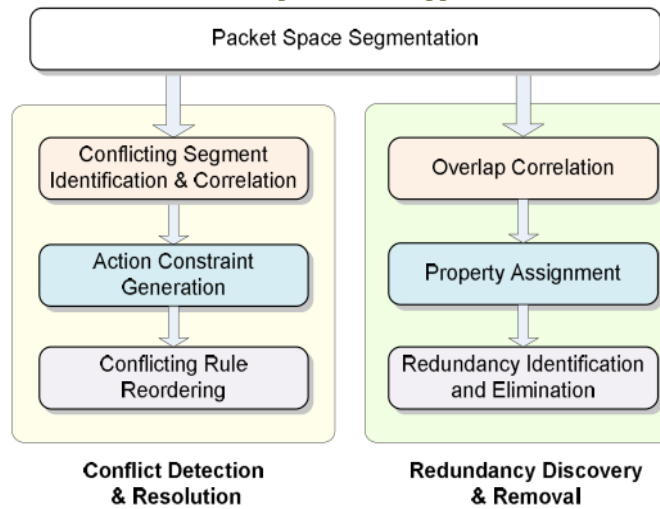 Packet Space Segmentation
Conflicting Segment
Identification & Correlation
Action Constraint
Generation
Conflicting Rule
Reordering
Conflict Detection
& Resolution
Overlap Correlation
Property Assignment
Redundancy Identification
and Elimination
Redundancy Discovery
& Removal